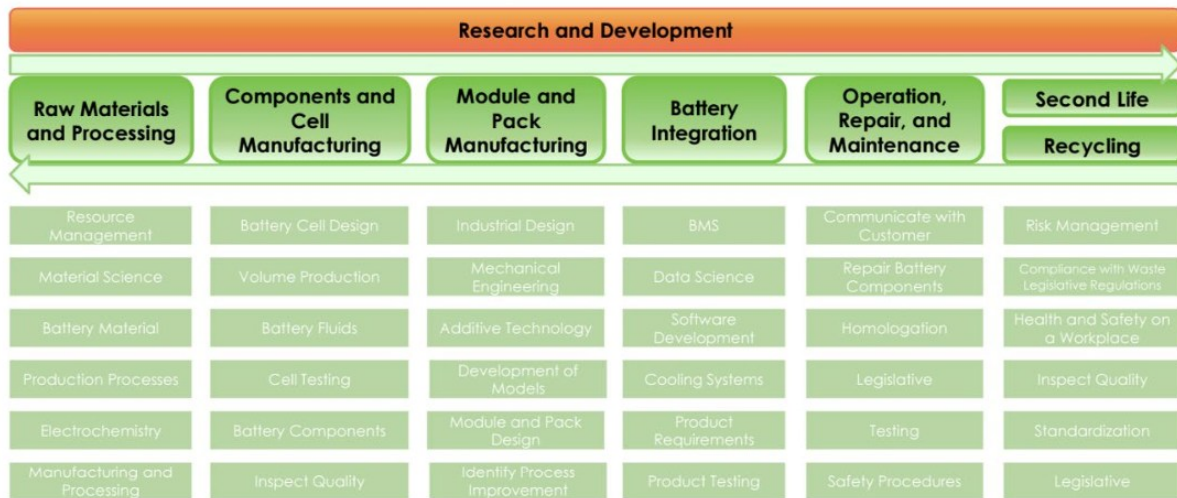 Research and Development
Raw Materials
and Processing
Components and
Cell
Manufacturing
Module and
Pack
Manufacturing
Battery
Integration
Operation,
Repair, and
Maintenance
Second Life
Recycling
Resource
Management
Battery Cell Design
Industrial Design
BMS
Communicate with
Customer
Risk Management
Material Science
Volume Production
Mechanical
Engineering
Data Science
Repair Battery
Components
Compliance with Waste
Legislative Regulations
Battery Material
Battery Fluids
Additive Technology
Software
Development
Homologation
Health and Safety on
a Workplace
Production Processes
Cell Testing
Development of
Models
Cooling Systems
Legislative
Inspect Quality
Electrochemistry
Battery Components
Module and Pack
Design
Product
Requirements
Testing
Standardization
Manufacturing and
Processing
Inspect Quality
Identify Process
Improvement
Product Testing
Safety Procedures
Legislative